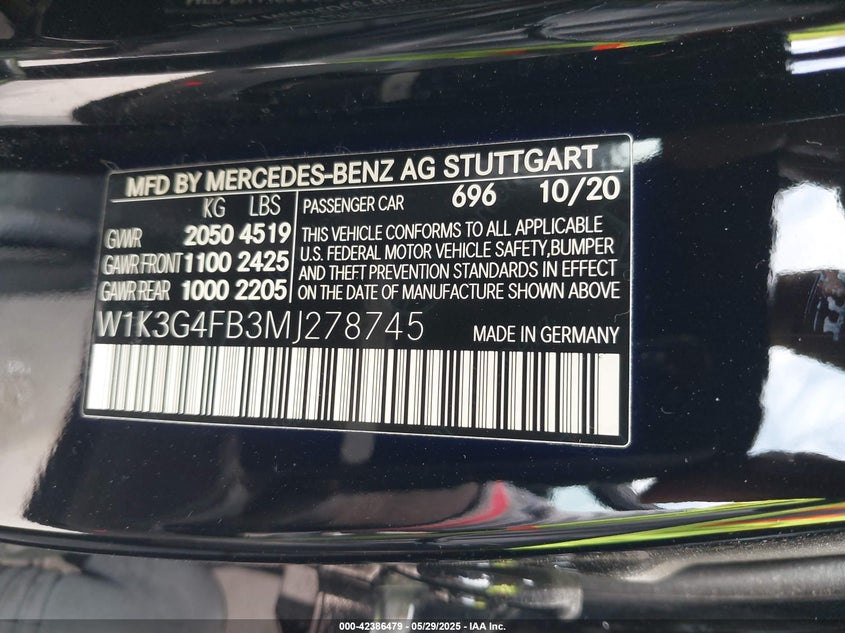 MFD BY MERCEDES-BENZ AG STUTTGART
KG LBS
GVWR 2050 4519
GAWR FRONT 1100 2425
GAWR REAR 1000 2205
PASSENGER CAR 696 10/20
THIS VEHICLE CONFORMS TO ALL APPLICABLE
U.S. FEDERAL MOTOR VEHICLE SAFETY,BUMPER
AND THEFT PREVENTION STANDARDS IN EFFECT
ON THE DATE OF MANUFACTURE SHOWN ABOVE
W1K3G4FB3MJ278745 MADE IN GERMANY
000-42386479 - 05/29/2025 - IAA Inc.